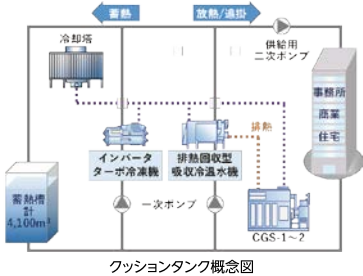 蓄熱
放熱/追掛
供給用
二次ポンプ
冷却塔
事務所
商業
住宅
排熱
インバータ
ターボ冷凍機
排熱回収型
吸収冷温水機
蓄熱槽
計
4,100m³
一次ポンプ
CGS-1~2
クッションタンク概念図